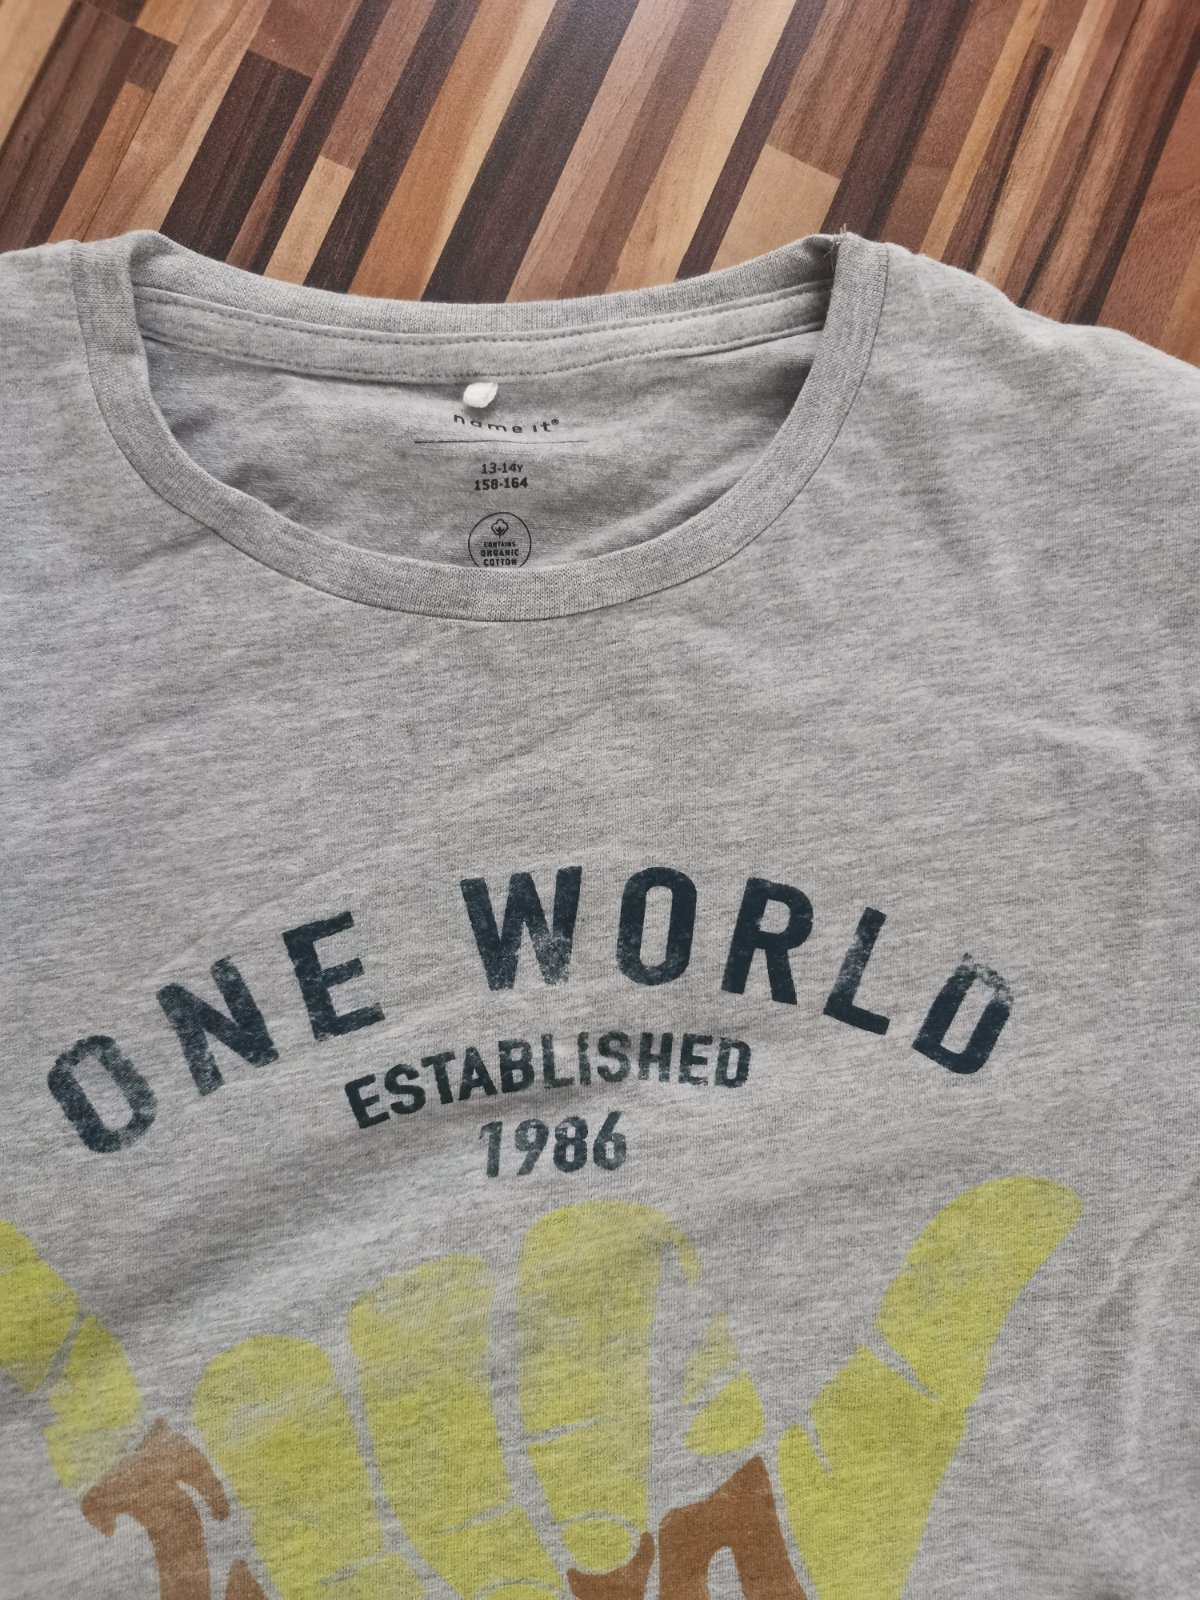 name it®
13-14Y
158-164
CONTAINS
ORGANIC
COTTON
ONE WORLD
ESTABLISHED
1986